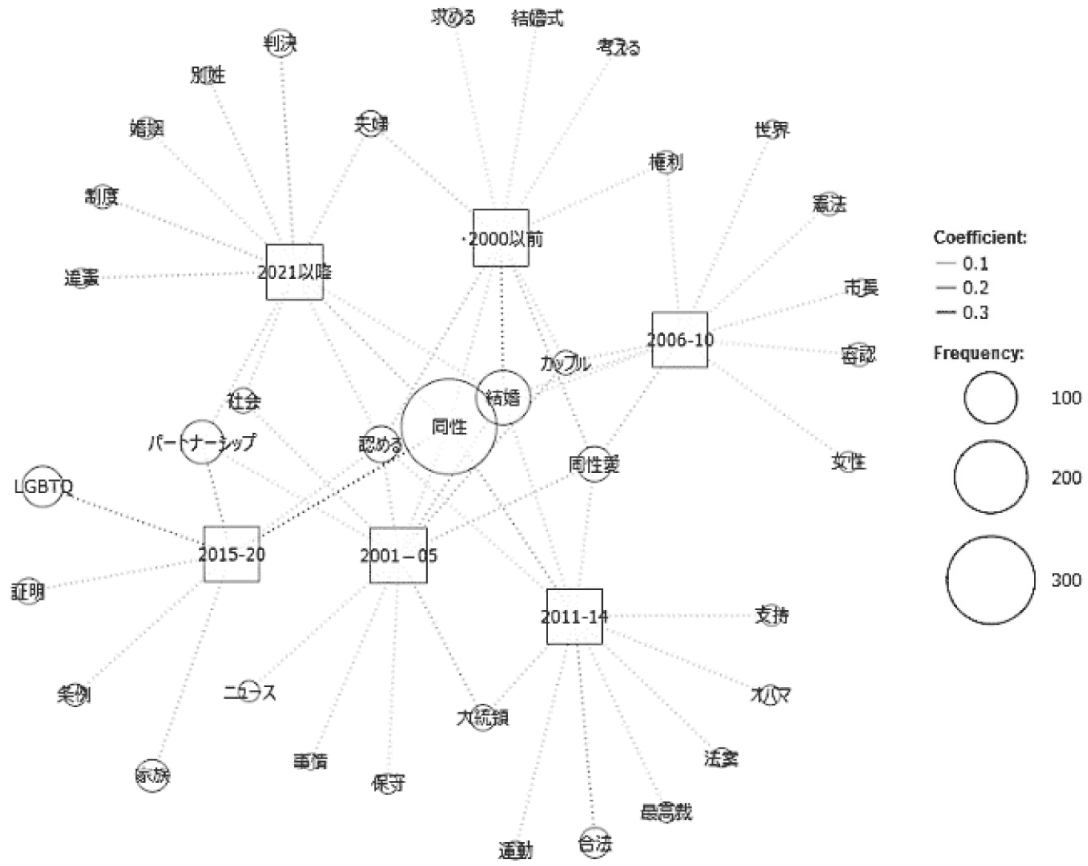 求める
結婚式
判決
考える
別姓
婚姻
夫婦
世界
権利
制度
憲法
・2000以前
2021以降
違憲
市長
2006-10
容認
カップル
結婚
社会
同性
パートナーシップ
認める
同性愛
女性
LGBTQ
2015-20
2001－05
証明
2011-14
支持
条例
ニュース
オバマ
大統領
法案
家族
事情
保守
最高裁
運動
合法
Coefficient:
0.1
0.2
0.3
Frequency:
100
200
300